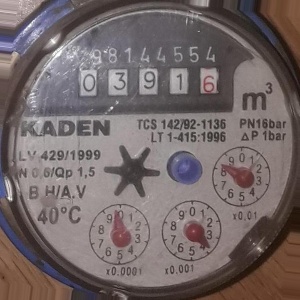 98144554
03916
m³
KADEN
TCS 142/92-1136 PN16bar
LT 1-415:1996 ΔP 1bar
LV 429/1999
N 0,6/Qp 1,5
B H/A.V
40°C
x0,01
x0,0001
x0,001